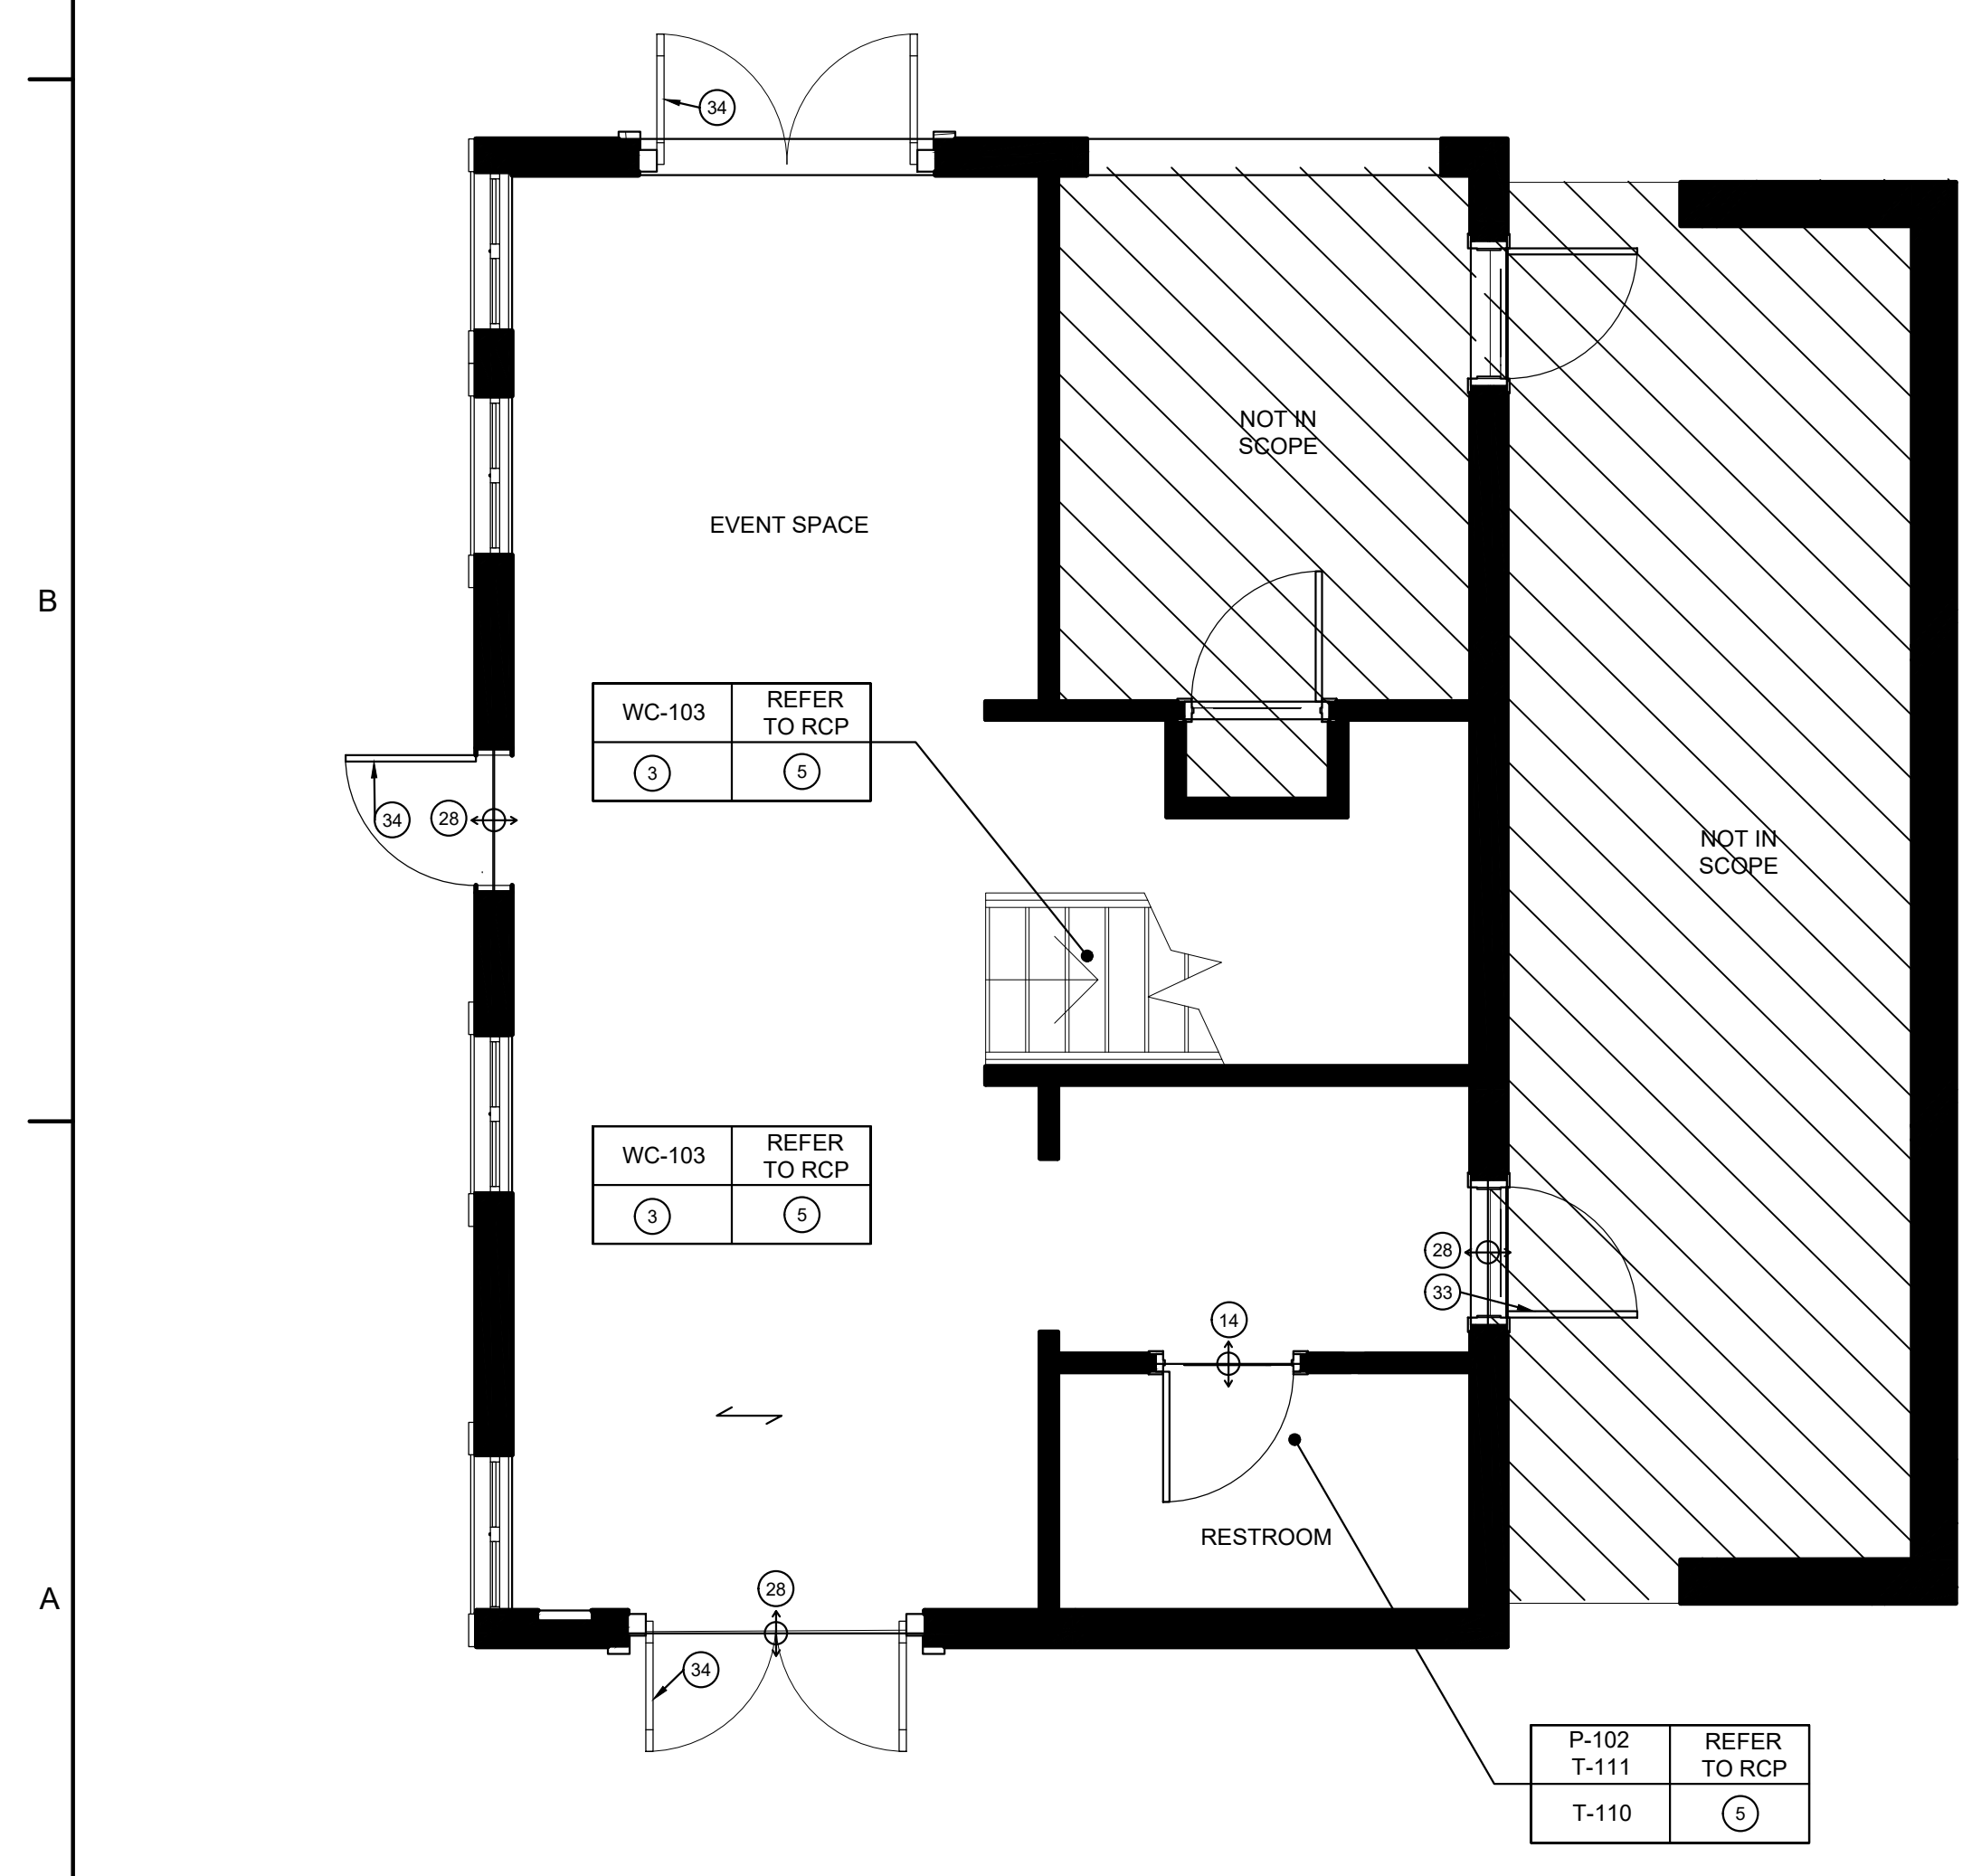 34
NOT IN
SCOPE
EVENT SPACE
B
WC-103
REFER
TO RCP
3
5
34
28
NOT IN
SCOPE
WC-103
REFER
TO RCP
3
5
28
33
14
RESTROOM
28
A
34
P-102
T-111
REFER
TO RCP
T-110
5